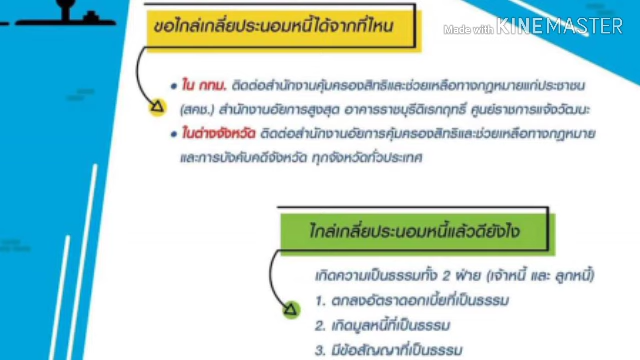 Made with KINEMASTER
ขอไกล่เกลี่ยประนอมหนี้ได้จากที่ไหน
• ใน กทม. ติดต่อสำนักงานคุ้มครองสิทธิและช่วยเหลือทางกฎหมายแก่ประชาชน
(สคช.) สำนักงานอัยการสูงสุด อาคารราชบุรีดิเรกฤทธิ์ ศูนย์ราชการแจ้งวัฒนะ
• ในต่างจังหวัด ติดต่อสำนักงานอัยการคุ้มครองสิทธิและช่วยเหลือทางกฎหมาย
และการบังคับคดีจังหวัด ทุกจังหวัดทั่วประเทศ
ไกล่เกลี่ยประนอมหนี้แล้วดียังไง
เกิดความเป็นธรรมทั้ง 2 ฝ่าย (เจ้าหนี้ และ ลูกหนี้)
1. ตกลงอัตราดอกเบี้ยที่เป็นธรรม
2. เกิดมูลหนี้ที่เป็นธรรม
3. มีข้อสัญญาที่เป็นธรรม